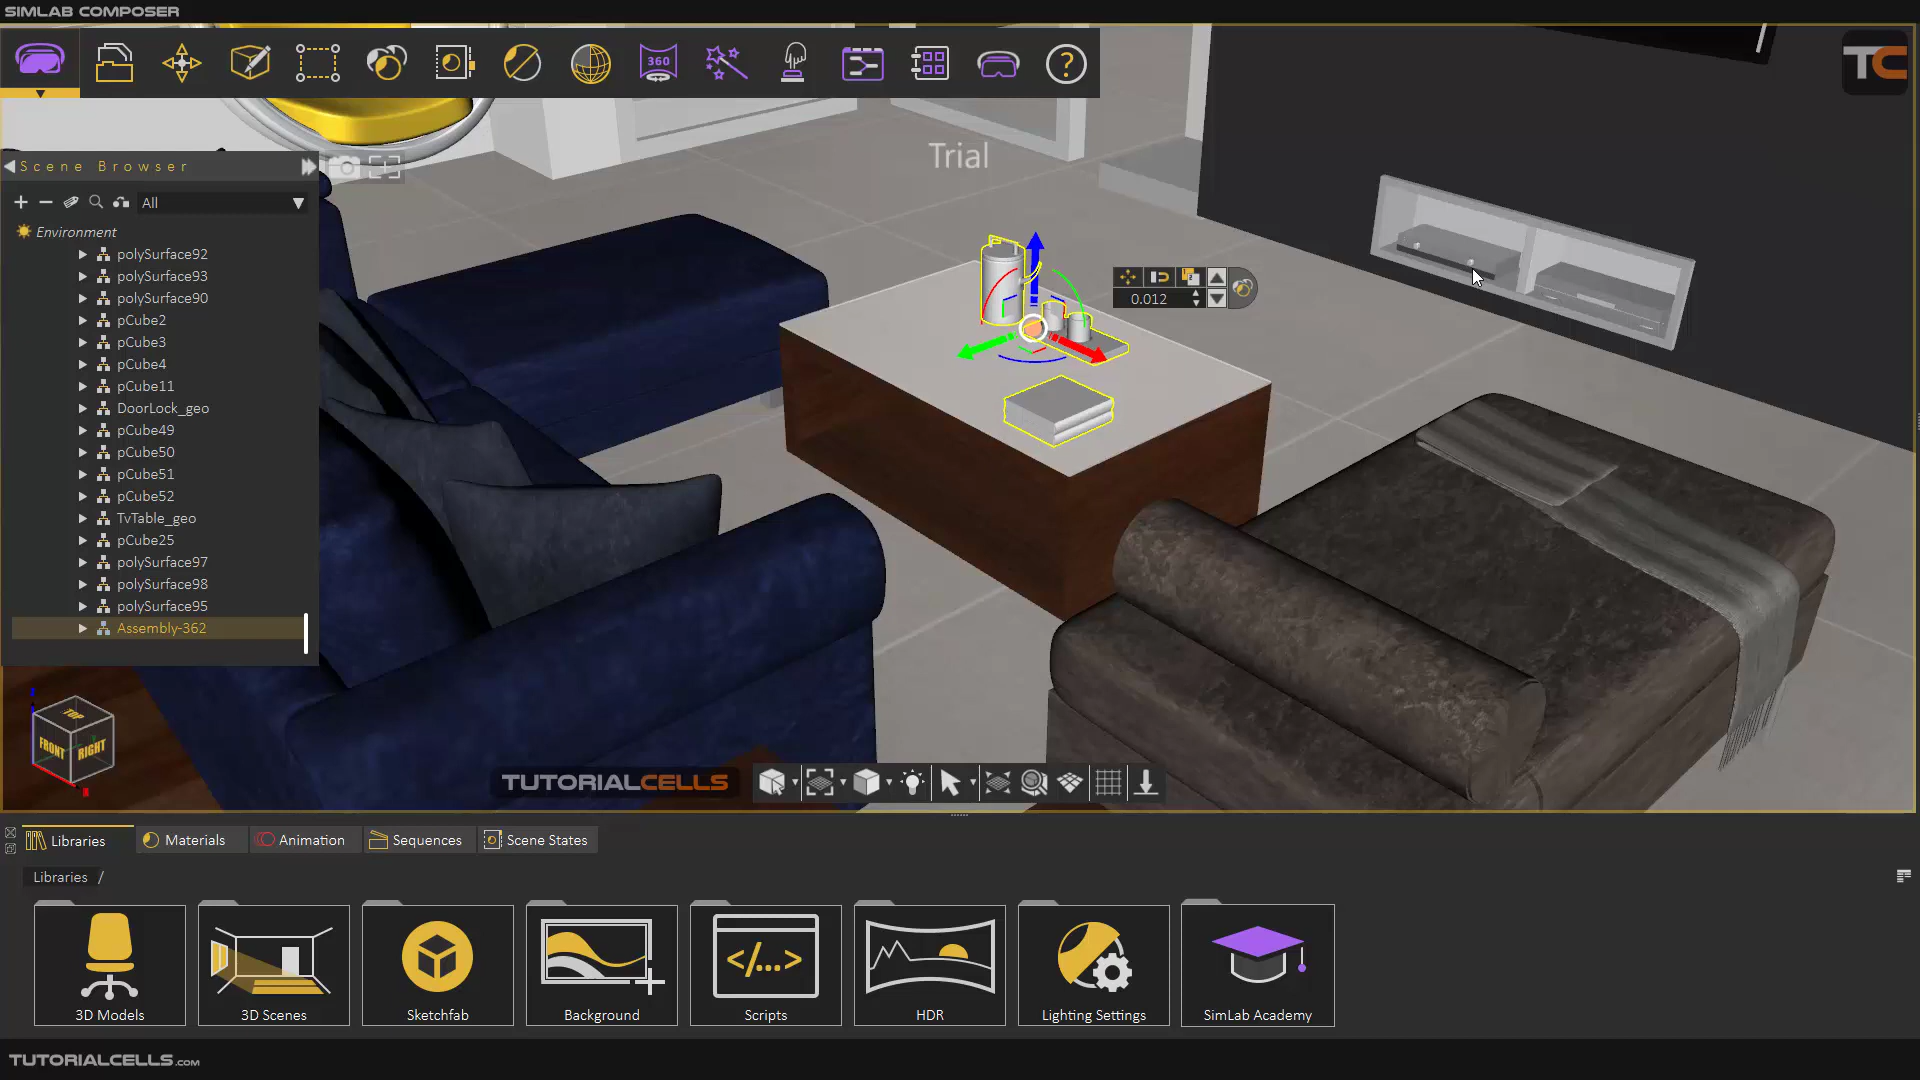 SIMLAB COMPOSER
360
?
TC
Scene Browser
Trial
All
Environment
polySurface92
polySurface93
polySurface90
pCube2
pCube3
pCube4
pCube11
DoorLock_geo
pCube49
pCube50
pCube51
pCube52
TvTable_geo
pCube25
polySurface97
polySurface98
polySurface95
Assembly-362
0.012
TOP
FRONT
RIGHT
TUTORIALCELLS
Libraries
Materials
Animation
Sequences
Scene States
Libraries /
</...>
3D Models
3D Scenes
Sketchfab
Background
Scripts
HDR
Lighting Settings
SimLab Academy
TUTORIALCELLS.com